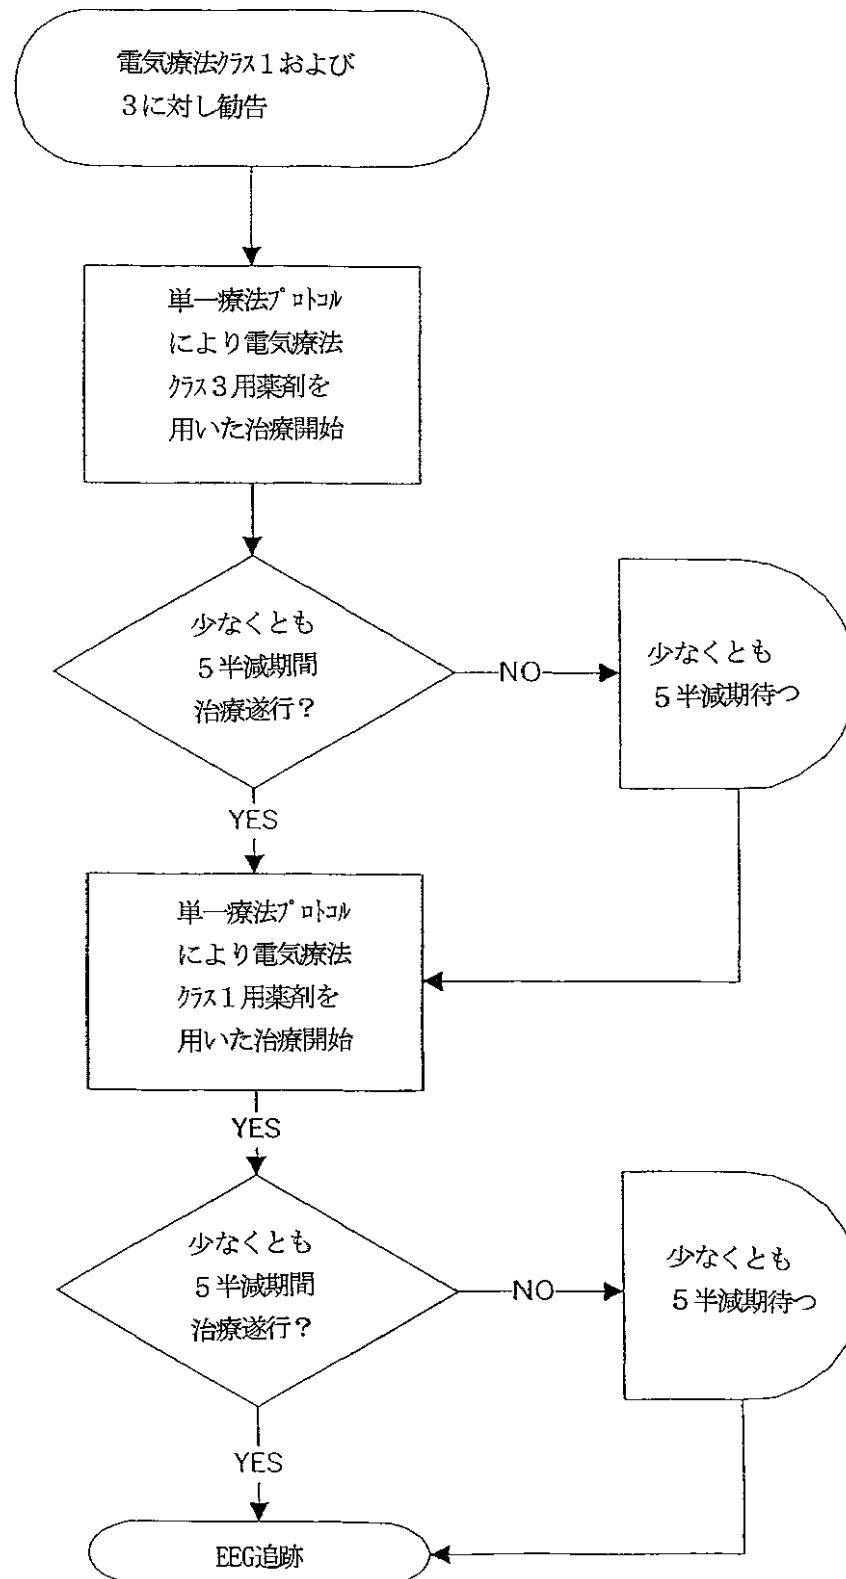 電気療法ｸﾗｽ１および
３に対し勧告
単一療法ﾌﾟﾛﾄｺﾙ
により電気療法
ｸﾗｽ３用薬剤を
用いた治療開始
少なくとも
５半減期間
治療遂行？
NO
少なくとも
５半減期待つ
YES
単一療法ﾌﾟﾛﾄｺﾙ
により電気療法
ｸﾗｽ１用薬剤を
用いた治療開始
YES
少なくとも
５半減期間
治療遂行？
NO
少なくとも
５半減期待つ
YES
EEG追跡